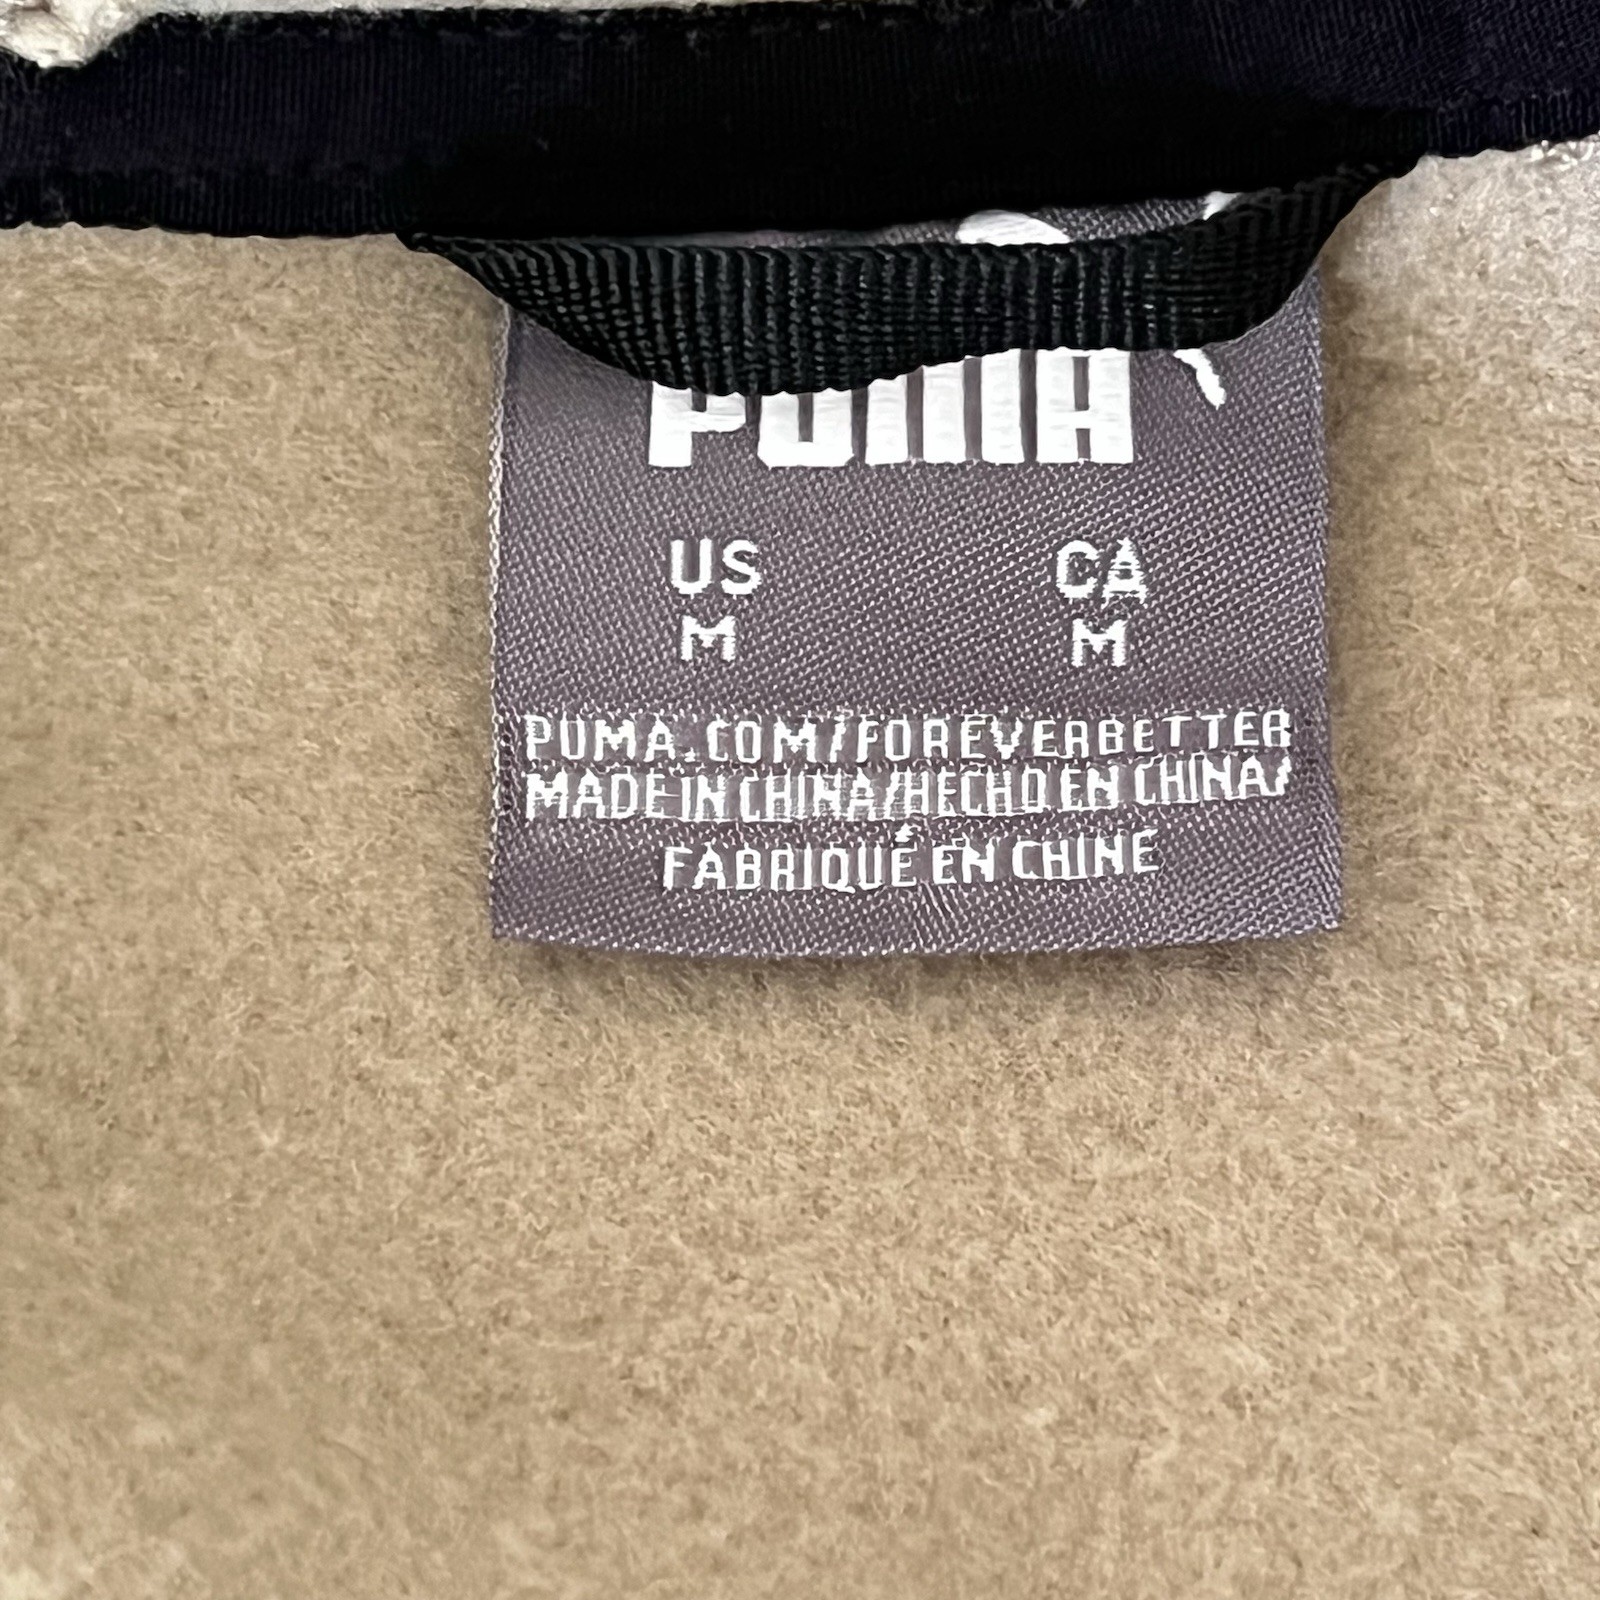 PUMA
US CA
M M
PUMA.COM/FOREVERBETTER
MADE IN CHINA/HECHO EN CHINA/
FABRIQUÉ EN CHINE